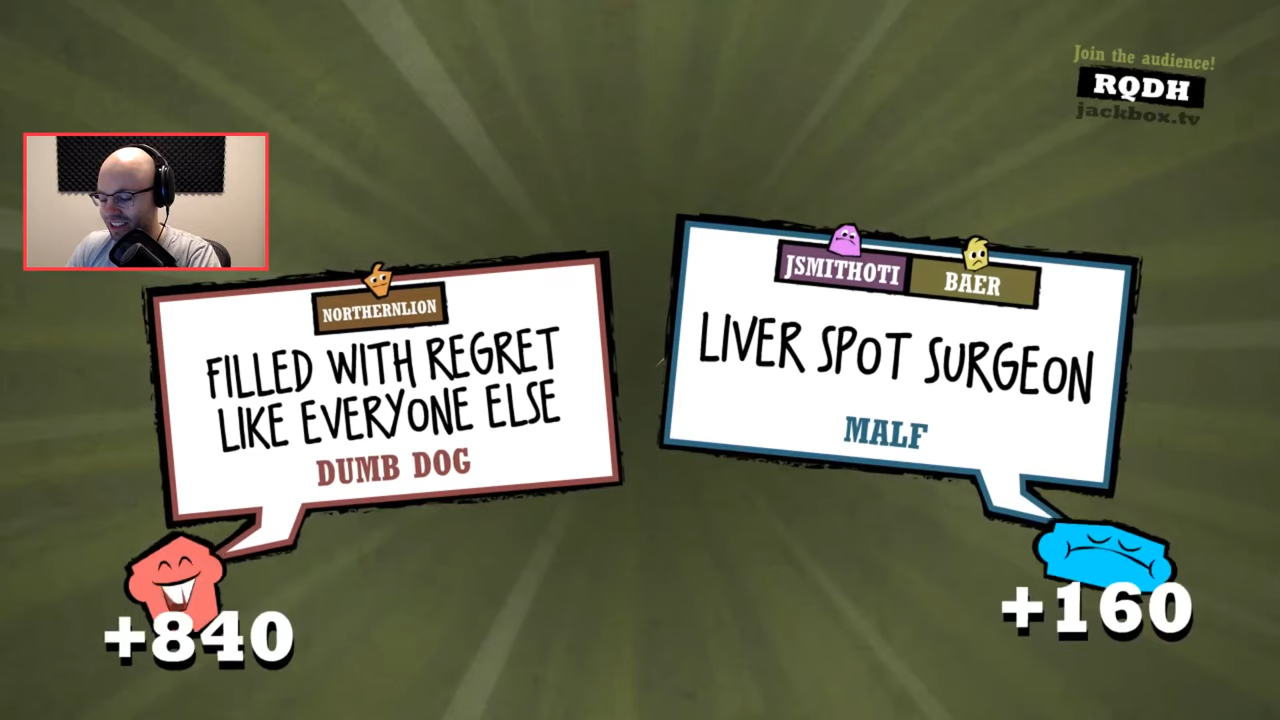 Join the audience!
RQDH
jackbox.tv
NORTHERNLION
FILLED WITH REGRET
LIKE EVERYONE ELSE
DUMB DOG
+840
JSMITHOTI
BAER
LIVER SPOT SURGEON
MALF
+160